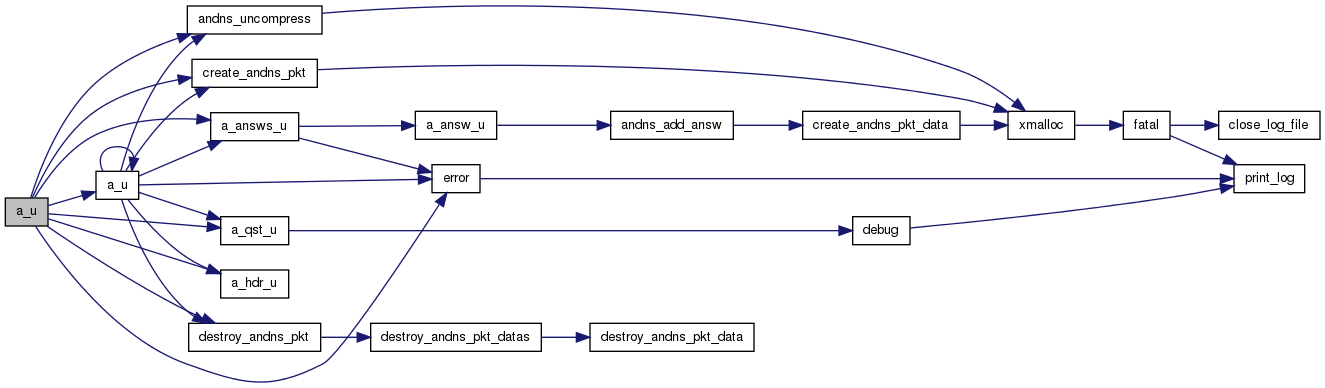 andns_uncompress
create_andns_pkt
a_answs_u
a_answ_u
andns_add_answ
create_andns_pkt_data
xmalloc
fatal
close_log_file
a_u
a_u
error
print_log
a_qst_u
debug
a_hdr_u
destroy_andns_pkt
destroy_andns_pkt_datas
destroy_andns_pkt_data